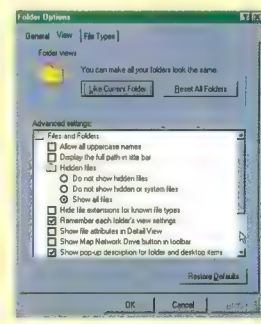 Folder Options
General View File Types
Folder views
You can make all your folders look the same.
Like Current Folder Reset All Folders
Advanced settings:
Files and Folders
Allow all uppercase names
Display the full path in title bar
Hidden files
Do not show hidden files
Do not show hidden or system files
Show all files
Hide file extensions for known file types
Remember each folder's view settings
Show file attributes in Detail View
Show Map Network Drive button in toolbar
Show pop-up description for folder and desktop items
Restore Defaults
OK Cancel